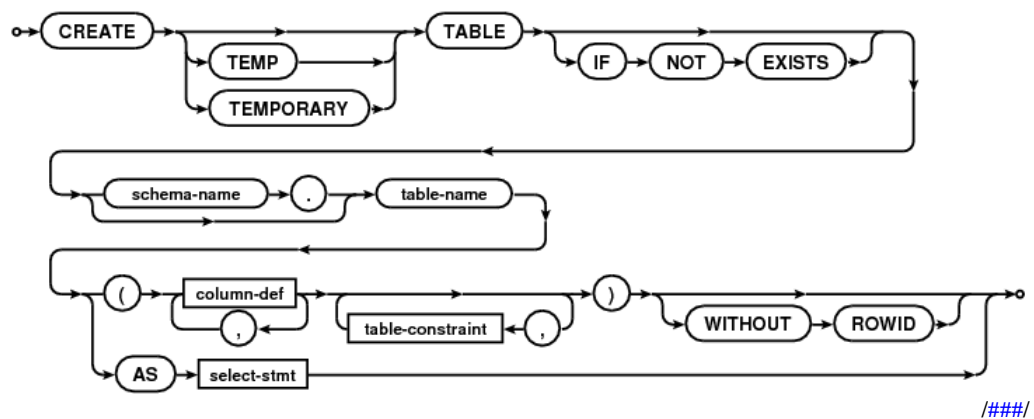 CREATE TABLE IF NOT EXISTS
TEMP
TEMPORARY
schema-name . table-name
( column-def )
, table-constraint , WITHOUT ROWID
AS select-stmt
/###/